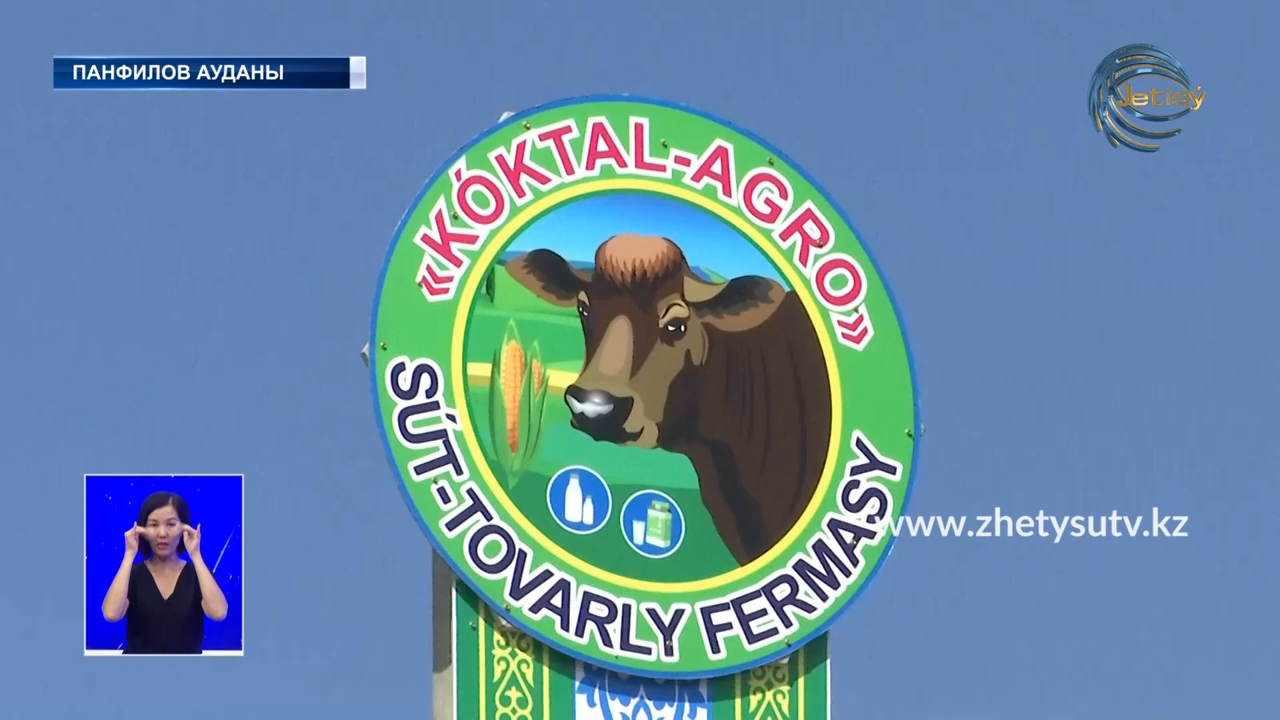 ПАНФИЛОВ АУДАНЫ
Jetisý
«KÓKTAL-AGRO»
SÚT-TOVARLY FERMASY
www.zhetysutv.kz